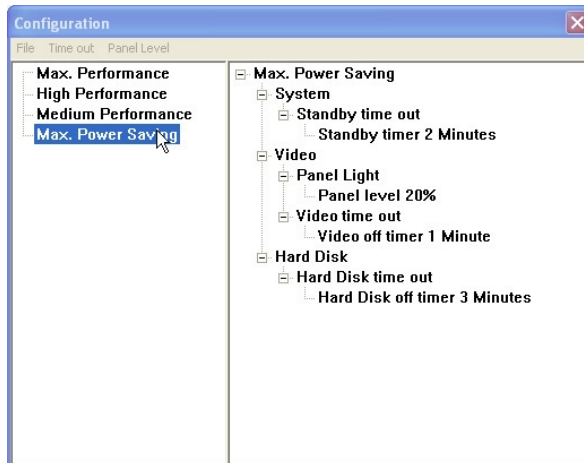 Configuration
File Time out Panel Level
Max. Performance
High Performance
Medium Performance
Max. Power Saving
Max. Power Saving
System
Standby time out
Standby timer 2 Minutes
Video
Panel Light
Panel level 20%
Video time out
Video off timer 1 Minute
Hard Disk
Hard Disk time out
Hard Disk off timer 3 Minutes